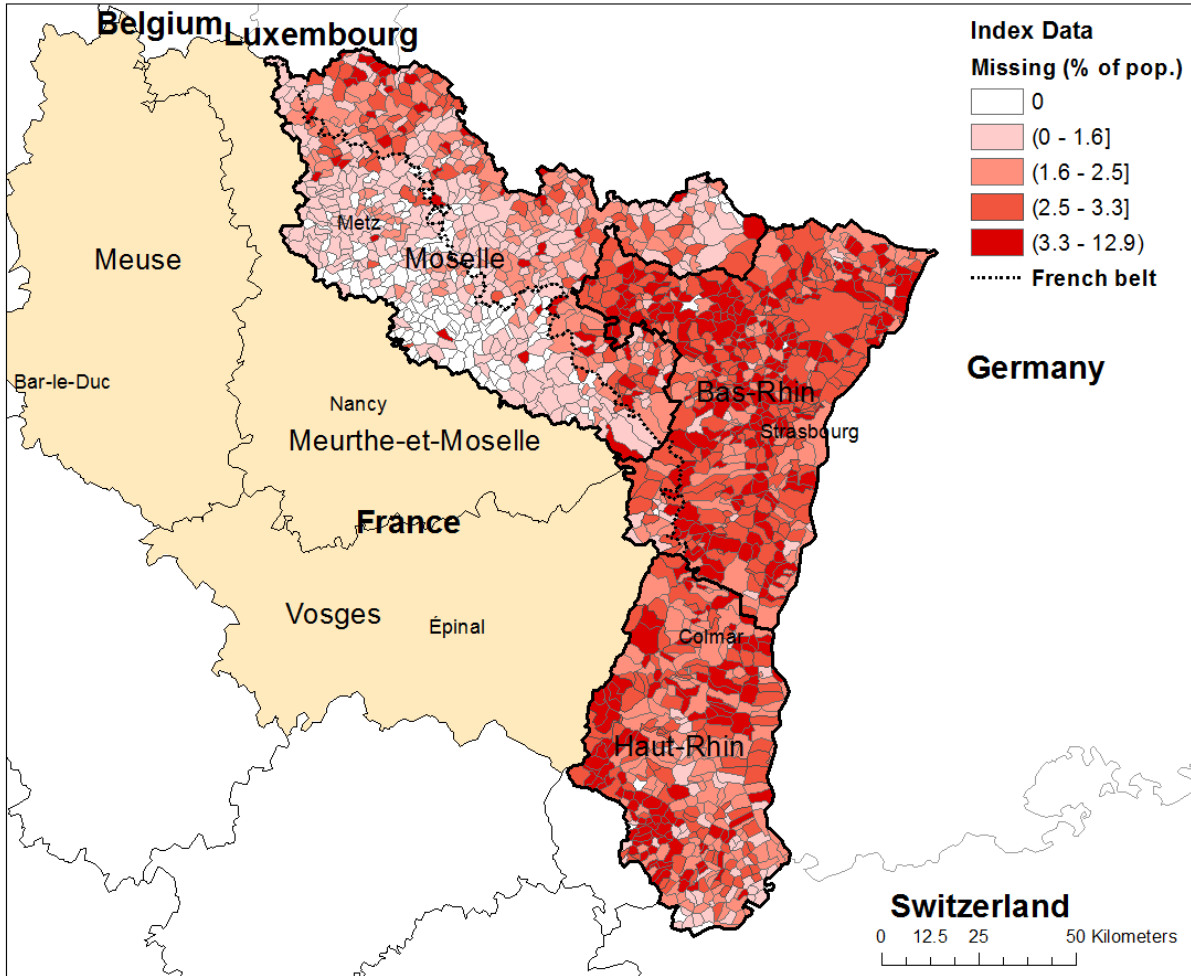 Belgium
Luxembourg
Index Data
Missing (% of pop.)
0
(0 - 1.6]
(1.6 - 2.5]
(2.5 - 3.3]
(3.3 - 12.9)
French belt
Metz
Moselle
Meuse
Germany
Bar-le-Duc
Bas-Rhin
Nancy
Strasbourg
Meurthe-et-Moselle
France
Vosges
Épinal
Colmar
Haut-Rhin
Switzerland
0 12.5 25 50 Kilometers